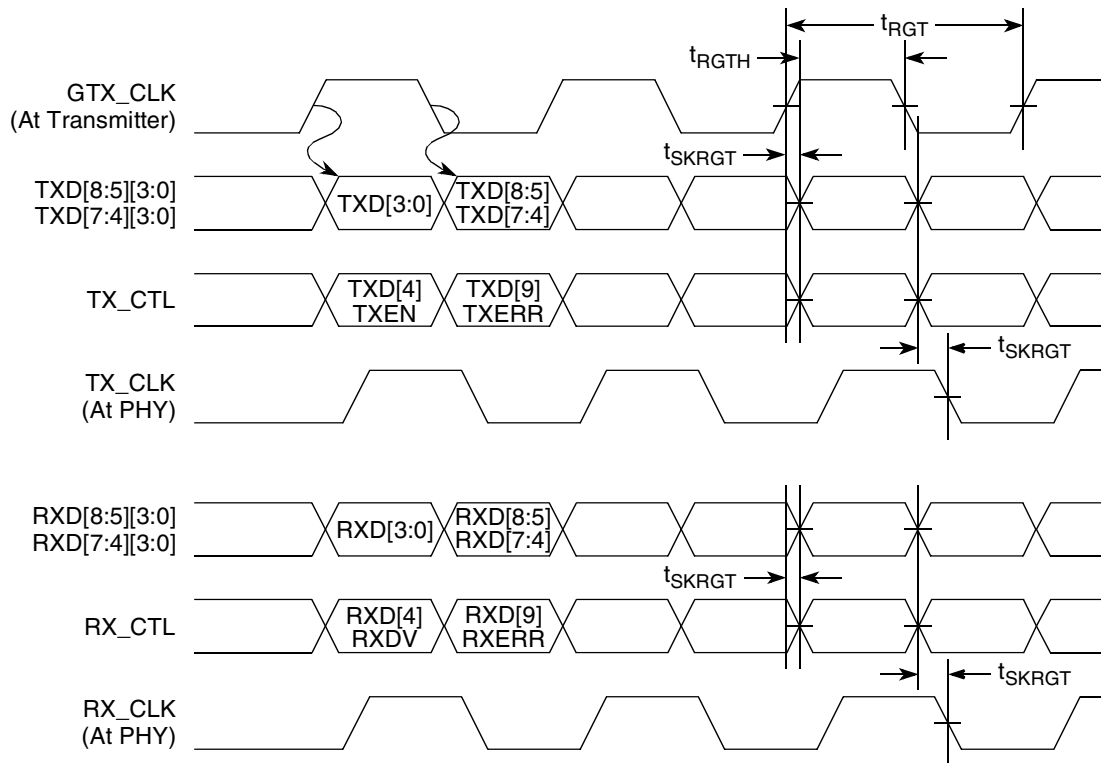 tRGT
tRGTH
GTX_CLK
(At Transmitter)
tSKRGT
TXD[8:5][3:0]
TXD[7:4][3:0]
TXD[3:0]
TXD[8:5]
TXD[7:4]
TX_CTL
TXD[4]
TXEN
TXD[9]
TXERR
tSKRGT
TX_CLK
(At PHY)
RXD[8:5][3:0]
RXD[7:4][3:0]
RXD[3:0]
RXD[8:5]
RXD[7:4]
tSKRGT
RX_CTL
RXD[4]
RXDV
RXD[9]
RXERR
tSKRGT
RX_CLK
(At PHY)